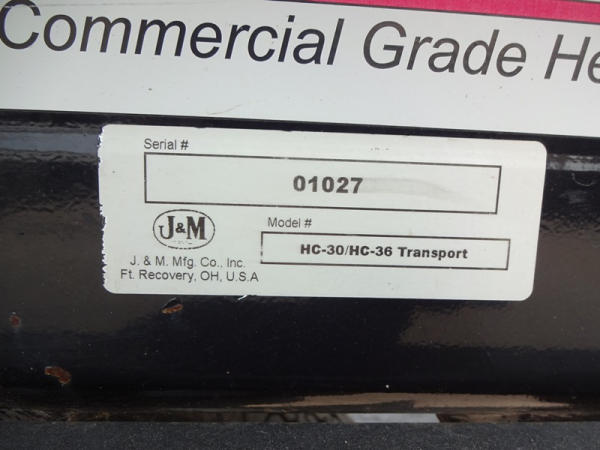 Commercial Grade He
Serial #
01027
J&M
Model #
HC-30/HC-36 Transport
J. & M. Mfg. Co., Inc.
Ft. Recovery, OH, U.S.A